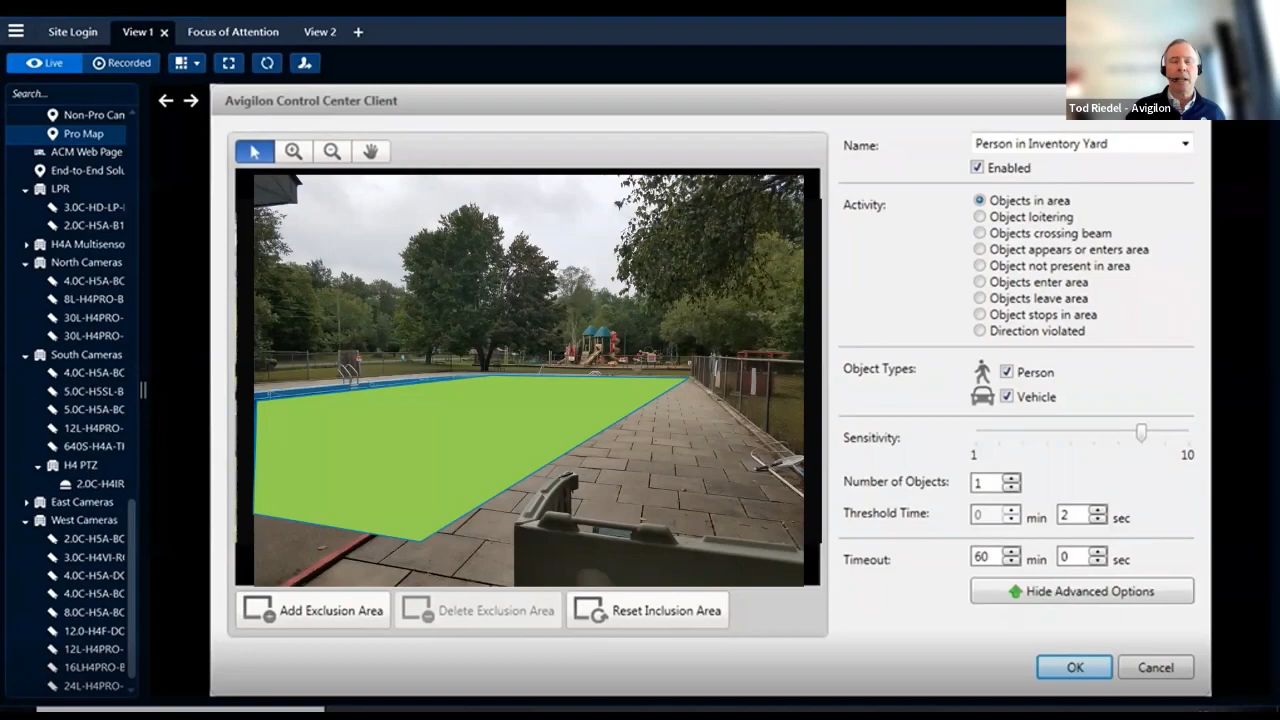 Site Login
View 1
Focus of Attention
View 2
Live
Recorded
Tod Riedel - Avigilon
Search...
Non-Pro Can
Pro Map
ACM Web Page
End-to-End Solu
LPR
3.0C-HD-LP-
2.0C-H5A-B1
H4A Multisenso
North Cameras
4.0C-H5A-BC
8L-H4PRO-B
30L-H4PRO-
30L-H4PRO-
South Cameras
4.0C-H5A-BC
5.0C-H5SL-B
5.0C-H5A-BC
12L-H4PRO-
640S-H4A-TH
H4 PTZ
2.0C-H4IR
East Cameras
West Cameras
2.0C-H5A-BC
3.0C-H4VI-R
4.0C-H5A-DC
4.0C-H5A-BC
8.0C-H5A-BC
12.0-H4F-DC
12L-H4PRO-
16LH4PRO-B
24L-H4PRO-
Avigilon Control Center Client
Name: Person in Inventory Yard
Enabled
Activity: Objects in area
Object loitering
Objects crossing beam
Object appears or enters area
Object not present in area
Objects enter area
Objects leave area
Object stops in area
Direction violated
Object Types: Person
Vehicle
Sensitivity:
1 10
Number of Objects: 1
Threshold Time: 0 min 2 sec
Timeout: 60 min 0 sec
Hide Advanced Options
Add Exclusion Area
Delete Exclusion Area
Reset Inclusion Area
OK
Cancel